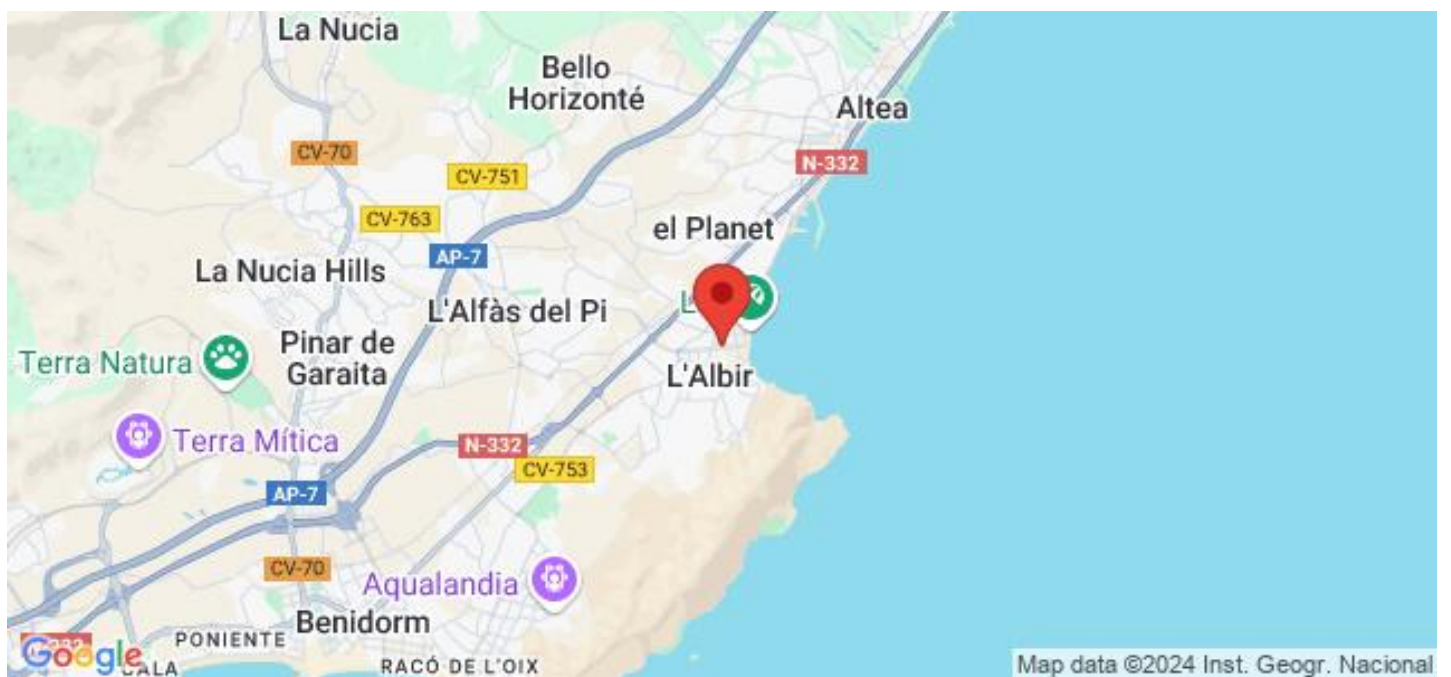 La Nucia
Bello
Horizonté
Altea
CV-70
N-332
CV-751
CV-763
el Planet
AP-7
La Nucia Hills
L'Alfàs del Pi
Pinar de
Garaita
Terra Natura
L'Albir
Terra Mítica
N-332
CV-753
AP-7
CV-70
Aqualandia
Benidorm
PONIENTE
Google
RACÓ DE L'OIX
Map data ©2024 Inst. Geogr. Nacional